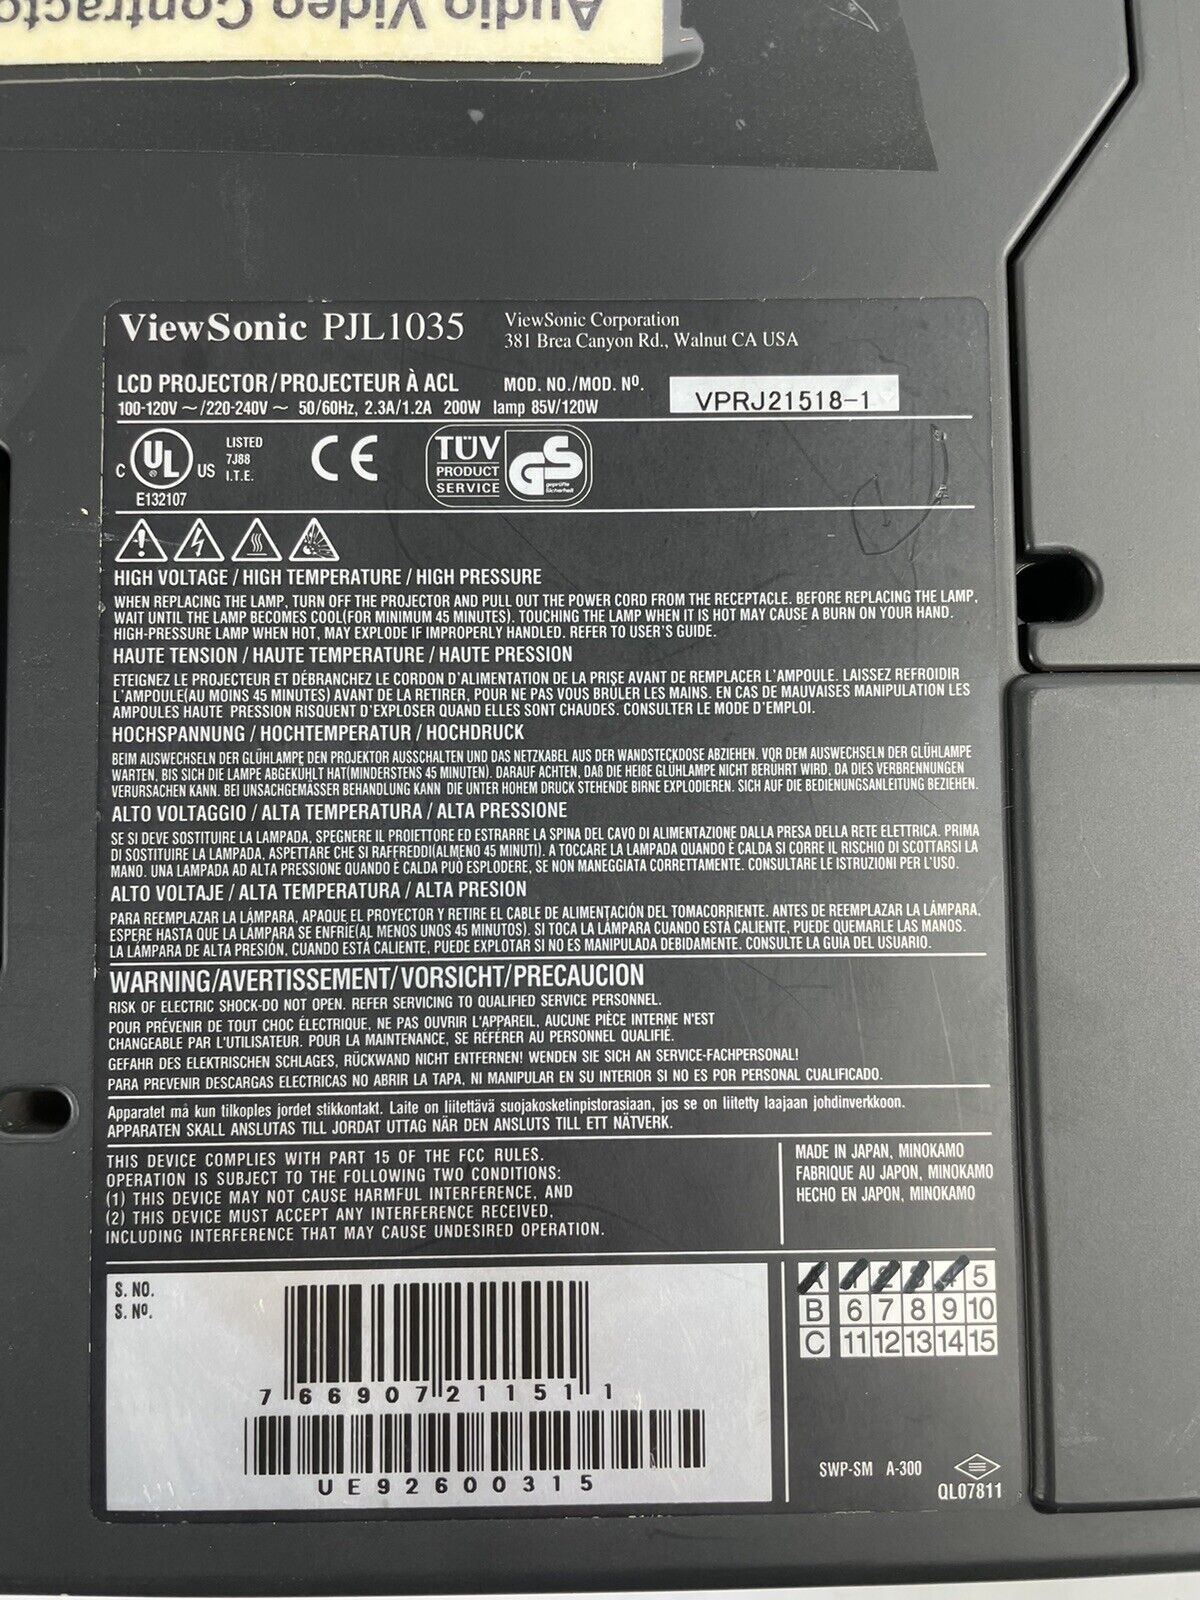 Audio Video Contracto
ViewSonic PJL1035
ViewSonic Corporation
381 Brea Canyon Rd., Walnut CA USA
LCD PROJECTOR/PROJECTEUR À ACL
MOD. NO./MOD. Nº.
VPRJ21518-1
100-120V ～/220-240V ～ 50/60Hz, 2.3A/1.2A 200W lamp 85V/120W
C UL ® US
LISTED
7J88
I.T.E.
E132107
CE
TÜV
PRODUCT
SERVICE
GS
geprüfte
Sicherheit
HIGH VOLTAGE / HIGH TEMPERATURE / HIGH PRESSURE
WHEN REPLACING THE LAMP, TURN OFF THE PROJECTOR AND PULL OUT THE POWER CORD FROM THE RECEPTACLE. BEFORE REPLACING THE LAMP,
WAIT UNTIL THE LAMP BECOMES COOL(FOR MINIMUM 45 MINUTES). TOUCHING THE LAMP WHEN IT IS HOT MAY CAUSE A BURN ON YOUR HAND.
HIGH-PRESSURE LAMP WHEN HOT, MAY EXPLODE IF IMPROPERLY HANDLED. REFER TO USER'S GUIDE.
HAUTE TENSION / HAUTE TEMPERATURE / HAUTE PRESSION
ETEIGNEZ LE PROJECTEUR ET DÉBRANCHEZ LE CORDON D'ALIMENTATION DE LA PRISE AVANT DE REMPLACER L'AMPOULE. LAISSEZ REFROIDIR
L'AMPOULE(AU MOINS 45 MINUTES) AVANT DE LA RETIRER, POUR NE PAS VOUS BRÛLER LES MAINS. EN CAS DE MAUVAISES MANIPULATION LES
AMPOULES HAUTE PRESSION RISQUENT D'EXPLOSER QUAND ELLES SONT CHAUDES. CONSULTER LE MODE D'EMPLOI.
HOCHSPANNUNG / HOCHTEMPERATUR / HOCHDRUCK
BEIM AUSWECHSELN DER GLÜHLAMPE DEN PROJEKTOR AUSSCHALTEN UND DAS NETZKABEL AUS DER WANDSTECKDOSE ABZIEHEN. VOR DEM AUSWECHSELN DER GLÜHLAMPE
WARTEN, BIS SICH DIE LAMPE ABGEKÜHLT HAT(MINDERSTENS 45 MINUTEN). DARAUF ACHTEN, DAß DIE HEIßE GLÜHLAMPE NICHT BERÜHRT WIRD, DA DIES VERBRENNUNGEN
VERURSACHEN KANN. BEI UNSACHGEMÄSSER BEHANDLUNG KANN DIE UNTER HOHEM DRUCK STEHENDE BIRNE EXPLODIEREN. SICH AUF DIE BEDIENUNGSANLEITUNG BEZIEHEN.
ALTO VOLTAGGIO / ALTA TEMPERATURA / ALTA PRESSIONE
SE SI DEVE SOSTITUIRE LA LAMPADA, SPEGNERE IL PROIETTORE ED ESTRARRE LA SPINA DEL CAVO DI ALIMENTAZIONE DALLA PRESA DELLA RETE ELETTRICA. PRIMA
DI SOSTITUIRE LA LAMPADA, ASPETTARE CHE SI RAFFREDDI(ALMENO 45 MINUTI). A TOCCARE LA LAMPADA QUANDO È CALDA SI CORRE IL RISCHIO DI SCOTTARSI LA
MANO. UNA LAMPADA AD ALTA PRESSIONE QUANDO È CALDA PUÒ ESPLODERE, SE NON MANEGGIATA CORRETTAMENTE. CONSULTARE LE ISTRUZIONI PER L'USO.
ALTO VOLTAJE / ALTA TEMPERATURA / ALTA PRESION
PARA REEMPLAZAR LA LÁMPARA, APAQUE EL PROYECTOR Y RETIRE EL CABLE DE ALIMENTACIÓN DEL TOMACORRIENTE. ANTES DE REEMPLAZAR LA LÁMPARA,
ESPERE HASTA QUE LA LÁMPARA SE ENFRÍE(AL MENOS UNOS 45 MINUTOS). SI TOCA LA LÁMPARA CUANDO ESTÁ CALIENTE, PUEDE QUEMARLE LAS MANOS.
LA LÁMPARA DE ALTA PRESIÓN, CUANDO ESTÁ CALIENTE, PUEDE EXPLOTAR SI NO ES MANIPULADA DEBIDAMENTE. CONSULTE LA GUÍA DEL USUARIO.
WARNING/AVERTISSEMENT/VORSICHT/PRECAUCION
RISK OF ELECTRIC SHOCK-DO NOT OPEN. REFER SERVICING TO QUALIFIED SERVICE PERSONNEL.
POUR PRÉVENIR DE TOUT CHOC ÉLECTRIQUE, NE PAS OUVRIR L'APPAREIL, AUCUNE PIÈCE INTERNE N'EST
CHANGEABLE PAR L'UTILISATEUR. POUR LA MAINTENANCE, SE RÉFÉRER AU PERSONNEL QUALIFIÉ.
GEFAHR DES ELEKTRISCHEN SCHLAGES, RÜCKWAND NICHT ENTFERNEN! WENDEN SIE SICH AN SERVICE-FACHPERSONAL!
PARA PREVENIR DESCARGAS ELECTRICAS NO ABRIR LA TAPA, NI MANIPULAR EN SU INTERIOR SI NO ES POR PERSONAL CUALIFICADO.
Apparatet må kun tilkoples jordet stikkontakt. Laite on liitettävä suojakosketinpistorasiaan, jos se on liitetty laajaan johdinverkkoon.
APPARATEN SKALL ANSLUTAS TILL JORDAT UTTAG NÄR DEN ANSLUTS TILL ETT NÄTVERK.
THIS DEVICE COMPLIES WITH PART 15 OF THE FCC RULES.
OPERATION IS SUBJECT TO THE FOLLOWING TWO CONDITIONS:
(1) THIS DEVICE MAY NOT CAUSE HARMFUL INTERFERENCE, AND
(2) THIS DEVICE MUST ACCEPT ANY INTERFERENCE RECEIVED,
INCLUDING INTERFERENCE THAT MAY CAUSE UNDESIRED OPERATION.
MADE IN JAPAN, MINOKAMO
FABRIQUE AU JAPON, MINOKAMO
HECHO EN JAPON, MINOKAMO
S. NO.
S. Nº.
7 66907 21151 1
UE92600315
A 1 2 3 4 5
B 6 7 8 9 10
C 11 12 13 14 15
SWP-SM A-300
QL07811